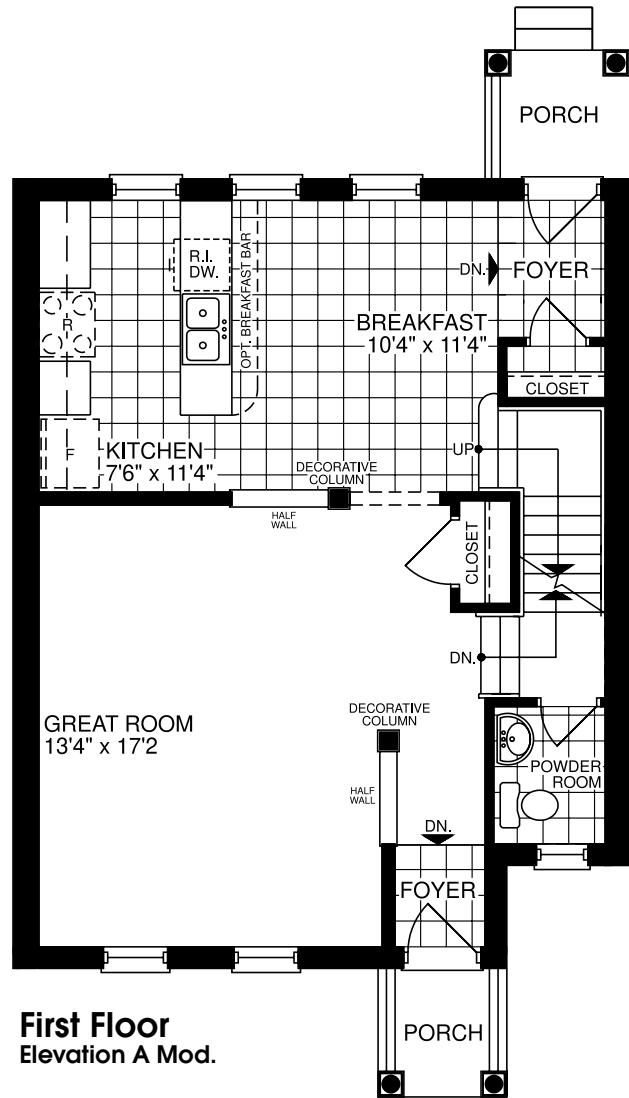 PORCH
R.I.
DW.
OPT. BREAKFAST BAR
DN.
FOYER
R
BREAKFAST
10'4" x 11'4"
CLOSET
F
KITCHEN
7'6" x 11'4"
UP
DECORATIVE
COLUMN
HALF
WALL
CLOSET
DN.
GREAT ROOM
13'4" x 17'2
DECORATIVE
COLUMN
POWDER
ROOM
HALF
WALL
DN.
FOYER
PORCH
First Floor
Elevation A Mod.